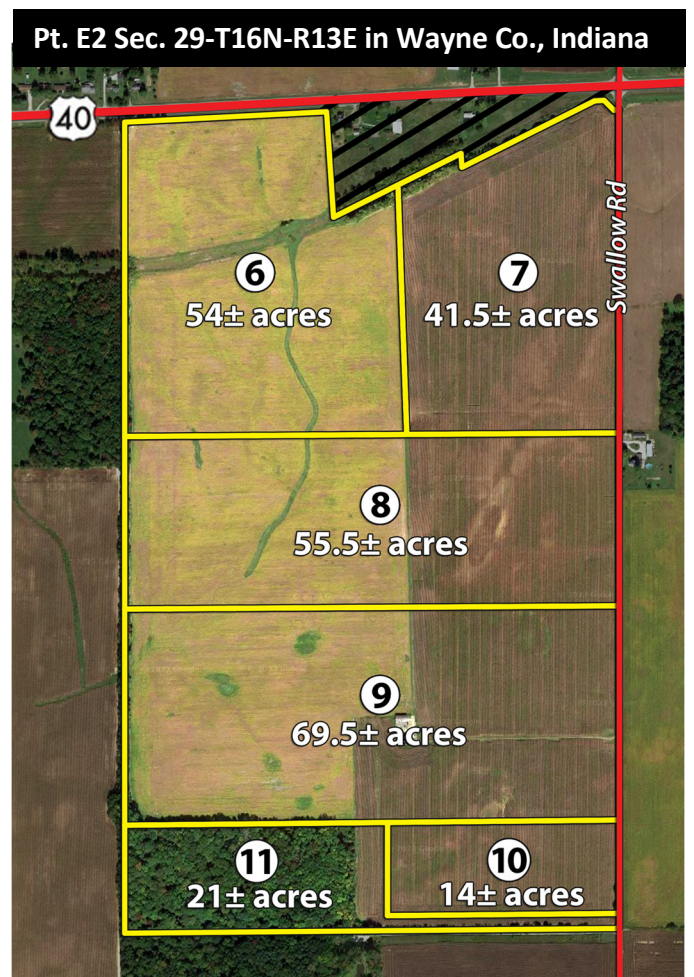 Pt. E2 Sec. 29-T16N-R13E in Wayne Co., Indiana
40
Swallow Rd
6
54± acres
7
41.5± acres
8
55.5± acres
9
69.5± acres
11
21± acres
10
14± acres